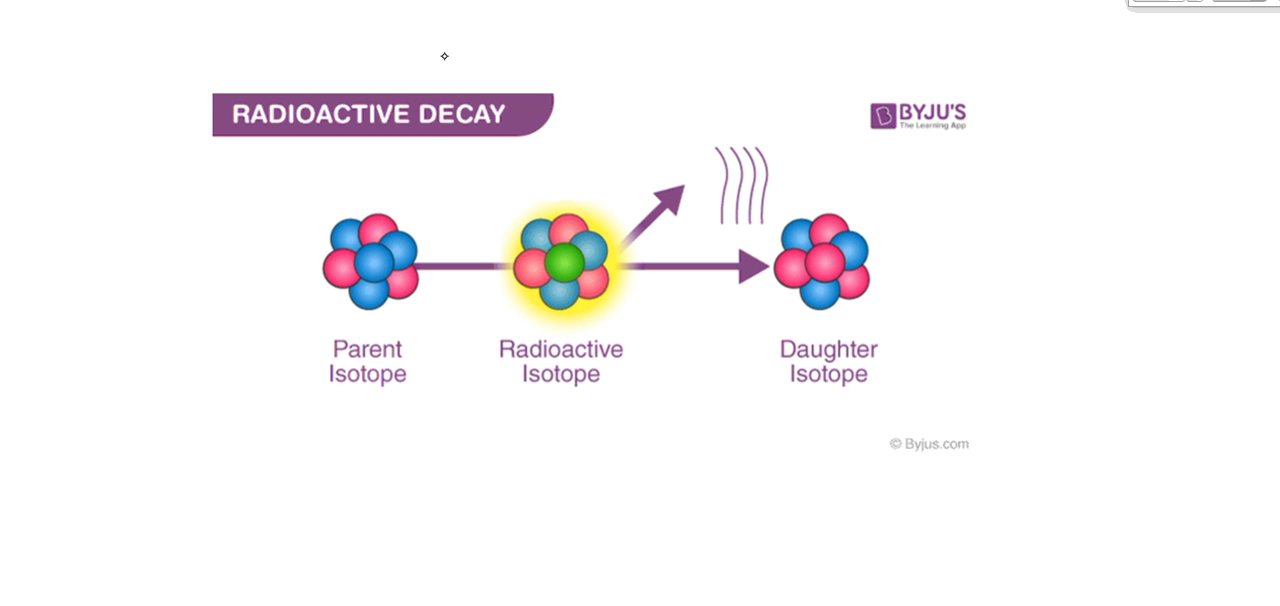 RADIOACTIVE DECAY
BYJU'S
The Learning App
Parent
Isotope
Radioactive
Isotope
Daughter
Isotope
© Byjus.com